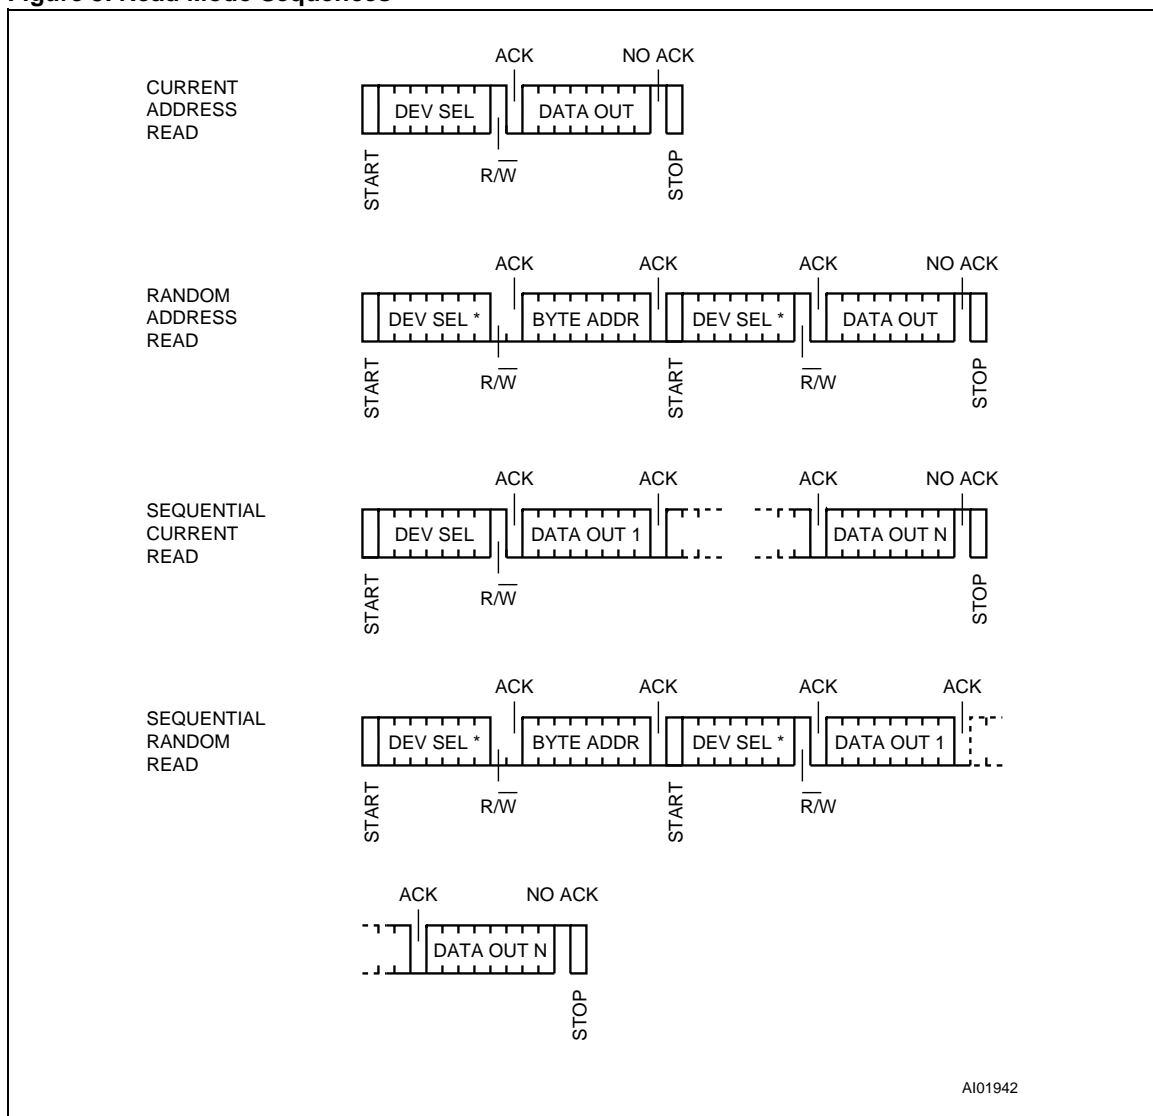 Figure 8. Read Mode Sequences
ACK
NO ACK
CURRENT
ADDRESS
READ
DEV SEL
DATA OUT
START
R/W̅
STOP
ACK
ACK
ACK
NO ACK
RANDOM
ADDRESS
READ
DEV SEL *
BYTE ADDR
DEV SEL *
DATA OUT
START
R/W̅
START
R̅/W
STOP
ACK
ACK
ACK
NO ACK
SEQUENTIAL
CURRENT
READ
DEV SEL
DATA OUT 1
DATA OUT N
START
R/W̅
STOP
ACK
ACK
ACK
ACK
SEQUENTIAL
RANDOM
READ
DEV SEL *
BYTE ADDR
DEV SEL *
DATA OUT 1
START
R/W̅
START
R̅/W
ACK
NO ACK
DATA OUT N
STOP
AI01942